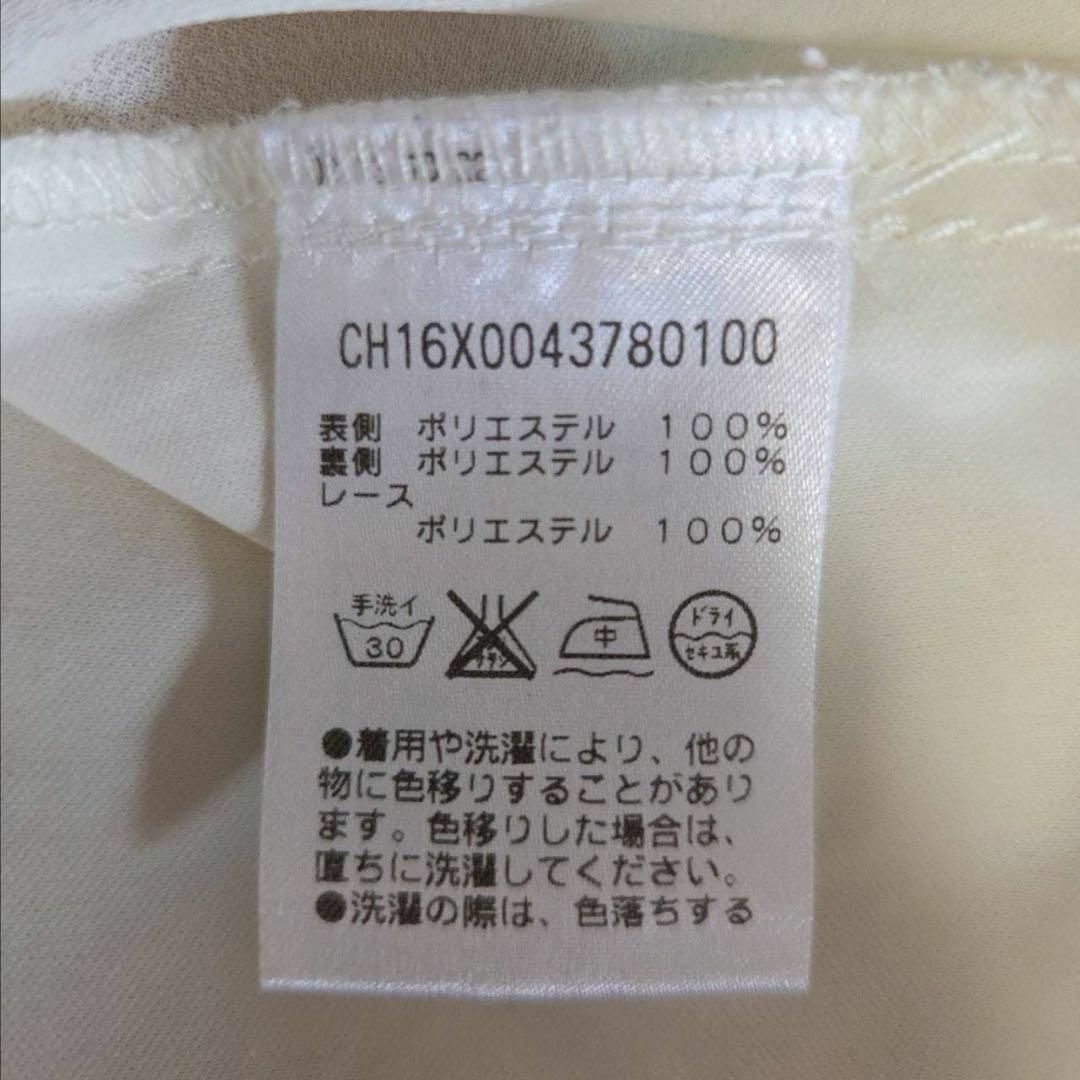 CH16X0043780100
表側 ポリエステル 100%
裏側 ポリエステル 100%
レース
ポリエステル 100%
手洗イ
30
中
ドライ
セキユ系
●着用や洗濯により、他の
物に色移りすることがあり
ます。色移りした場合は、
直ちに洗濯してください。
●洗濯の際は、色落ちする